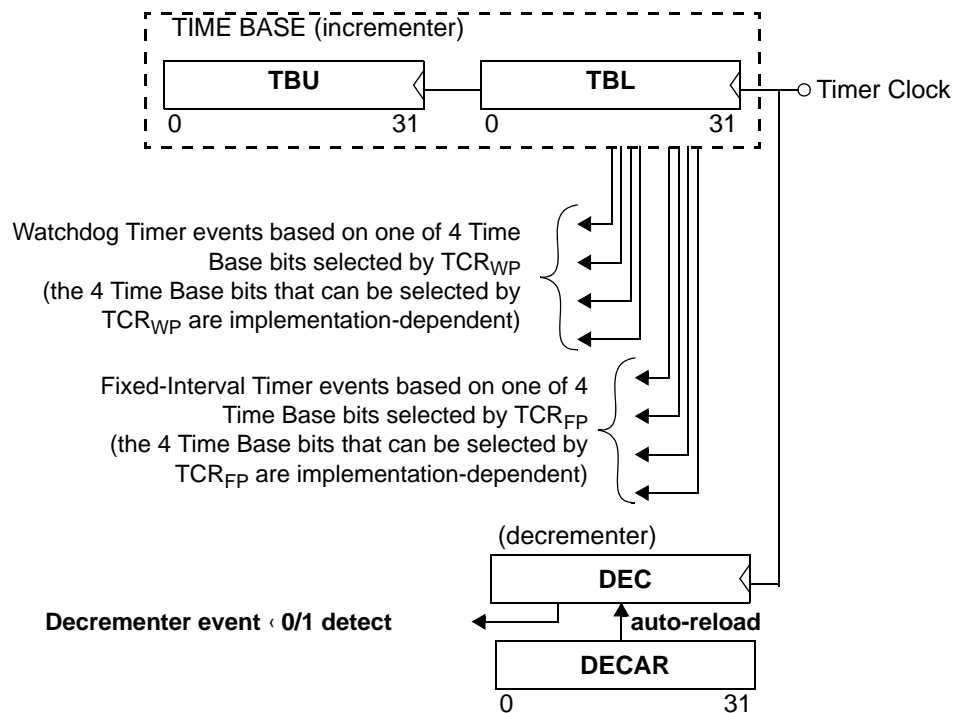 TIME BASE (incrementer)
TBU
TBL
Timer Clock
0
31
0
31
Watchdog Timer events based on one of 4 Time
Base bits selected by TCRWP
(the 4 Time Base bits that can be selected by
TCRWP are implementation-dependent)
Fixed-Interval Timer events based on one of 4
Time Base bits selected by TCRFP
(the 4 Time Base bits that can be selected by
TCRFP are implementation-dependent)
(decrementer)
DEC
Decrementer event ‹ 0/1 detect
auto-reload
DECAR
0
31